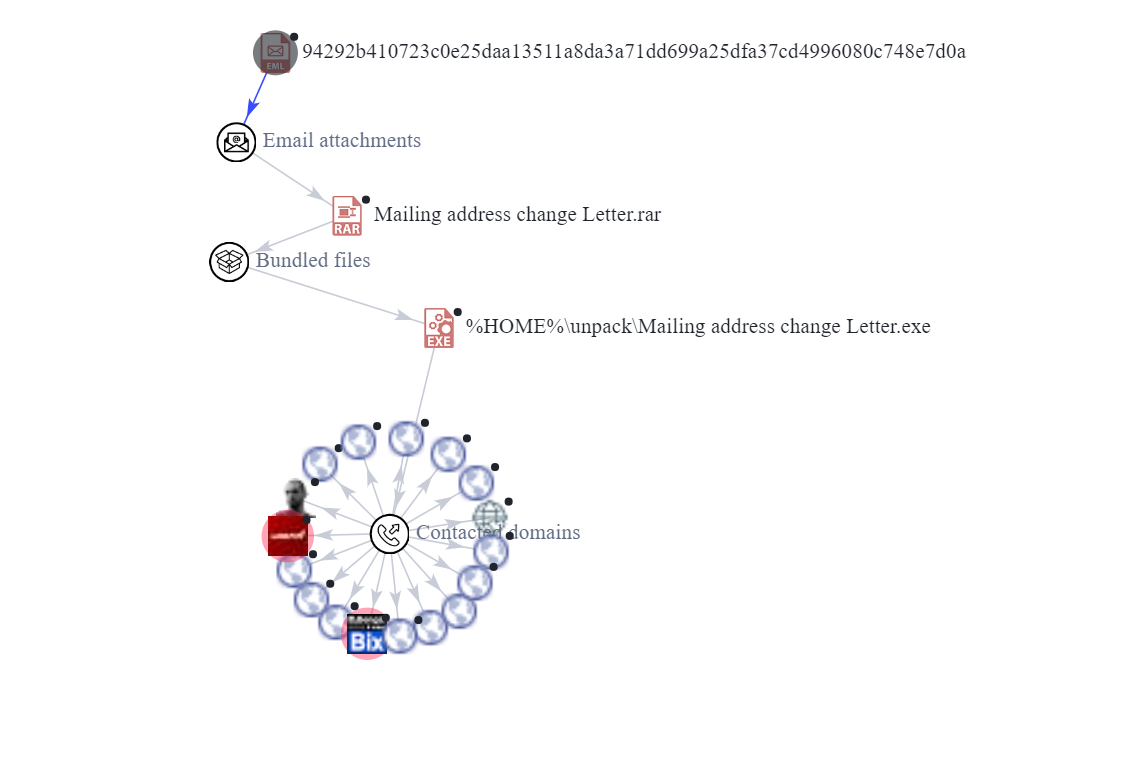 94292b410723c0e25daa13511a8da3a71dd699a25dfa37cd4996080c748e7d0a
EML
Email attachments
Mailing address change Letter.rar
RAR
Bundled files
%HOME%\unpack\Mailing address change Letter.exe
EXE
Contacted domains
Bix